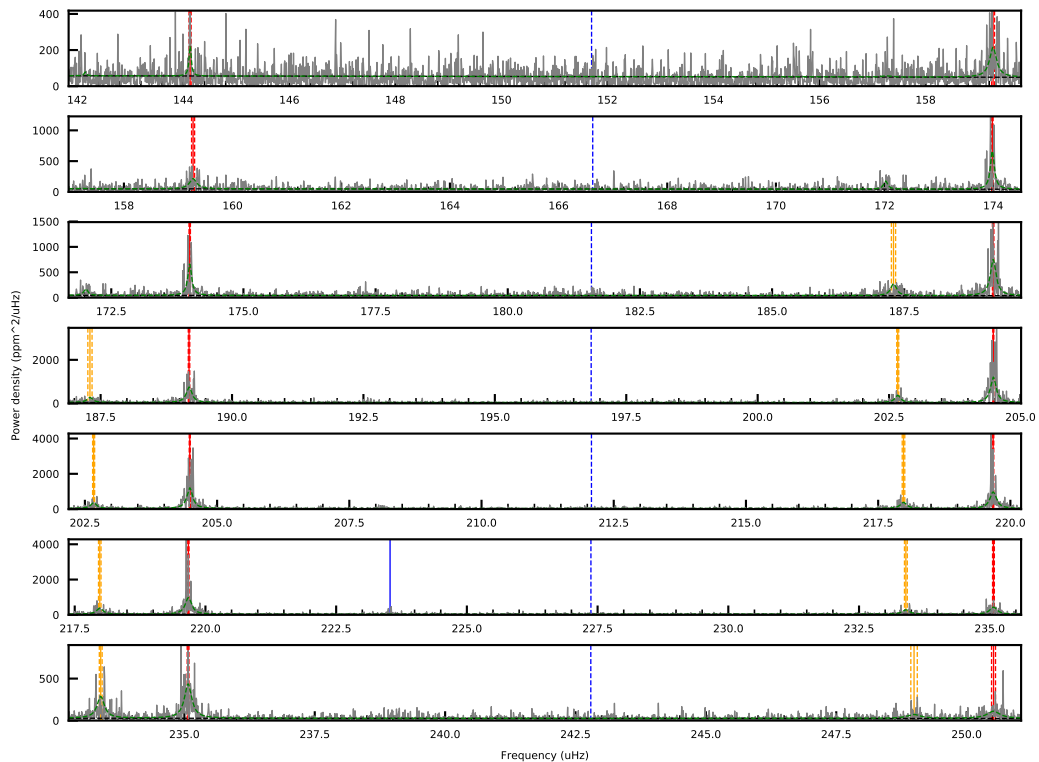 400
200
0
142 144 146 148 150 152 154 156 158
1000
500
0
158 160 162 164 166 168 170 172 174
1500
1000
500
0
172.5 175.0 177.5 180.0 182.5 185.0 187.5
Power density (ppm^2/uHz)
2000
0
187.5 190.0 192.5 195.0 197.5 200.0 202.5 205.0
4000
2000
0
202.5 205.0 207.5 210.0 212.5 215.0 217.5 220.0
4000
2000
0
217.5 220.0 222.5 225.0 227.5 230.0 232.5 235.0
500
0
235.0 237.5 240.0 242.5 245.0 247.5 250.0
Frequency (uHz)